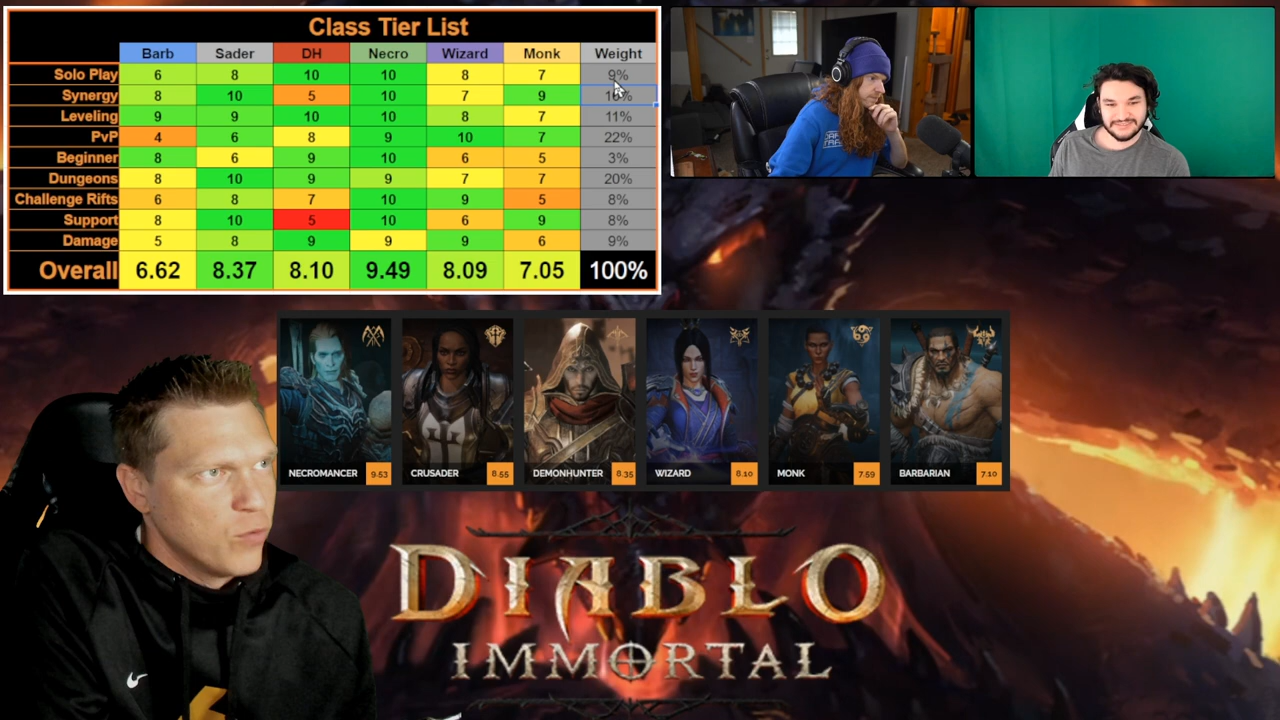 Class Tier List
Barb Sader DH Necro Wizard Monk Weight
Solo Play 6 8 10 10 8 7 9%
Synergy 8 10 5 10 7 9 10%
Leveling 9 9 10 10 8 7 11%
PvP 4 6 8 9 10 7 22%
Beginner 8 6 9 10 6 5 3%
Dungeons 8 10 9 9 7 7 20%
Challenge Rifts 6 8 7 10 9 5 8%
Support 8 10 5 10 6 9 8%
Damage 5 8 9 9 9 6 9%
Overall 6.62 8.37 8.10 9.49 8.09 7.05 100%
NECROMANCER 9.53 CRUSADER 8.55 DEMONHUNTER 8.35 WIZARD 8.10 MONK 7.59 BARBARIAN 7.10
DIABLO
IMMORTAL